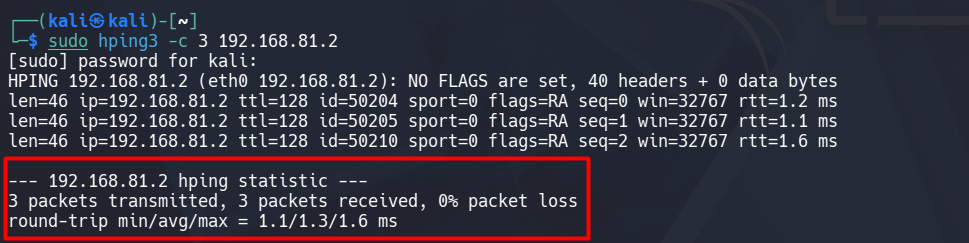 ┌──(kali㉿kali)-[~]
└─$ sudo hping3 -c 3 192.168.81.2
[sudo] password for kali:
HPING 192.168.81.2 (eth0 192.168.81.2): NO FLAGS are set, 40 headers + 0 data bytes
len=46 ip=192.168.81.2 ttl=128 id=50204 sport=0 flags=RA seq=0 win=32767 rtt=1.2 ms
len=46 ip=192.168.81.2 ttl=128 id=50205 sport=0 flags=RA seq=1 win=32767 rtt=1.1 ms
len=46 ip=192.168.81.2 ttl=128 id=50210 sport=0 flags=RA seq=2 win=32767 rtt=1.6 ms
--- 192.168.81.2 hping statistic ---
3 packets transmitted, 3 packets received, 0% packet loss
round-trip min/avg/max = 1.1/1.3/1.6 ms